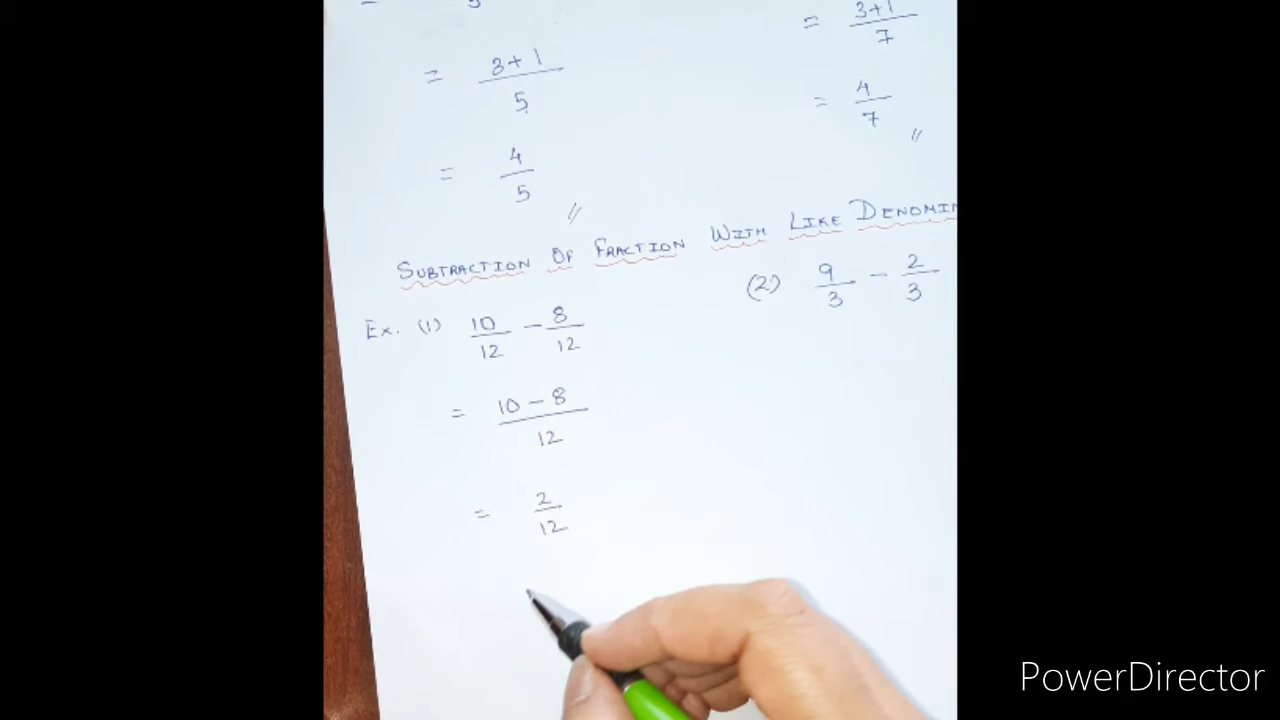 = 3+1/5
= 4/5 //
= 3+1/7
= 4/7 //
SUBTRACTION OF FRACTION WITH LIKE DENOMIN
Ex. (1) 10/12 - 8/12
= 10-8/12
= 2/12
(2) 9/3 - 2/3
PowerDirector